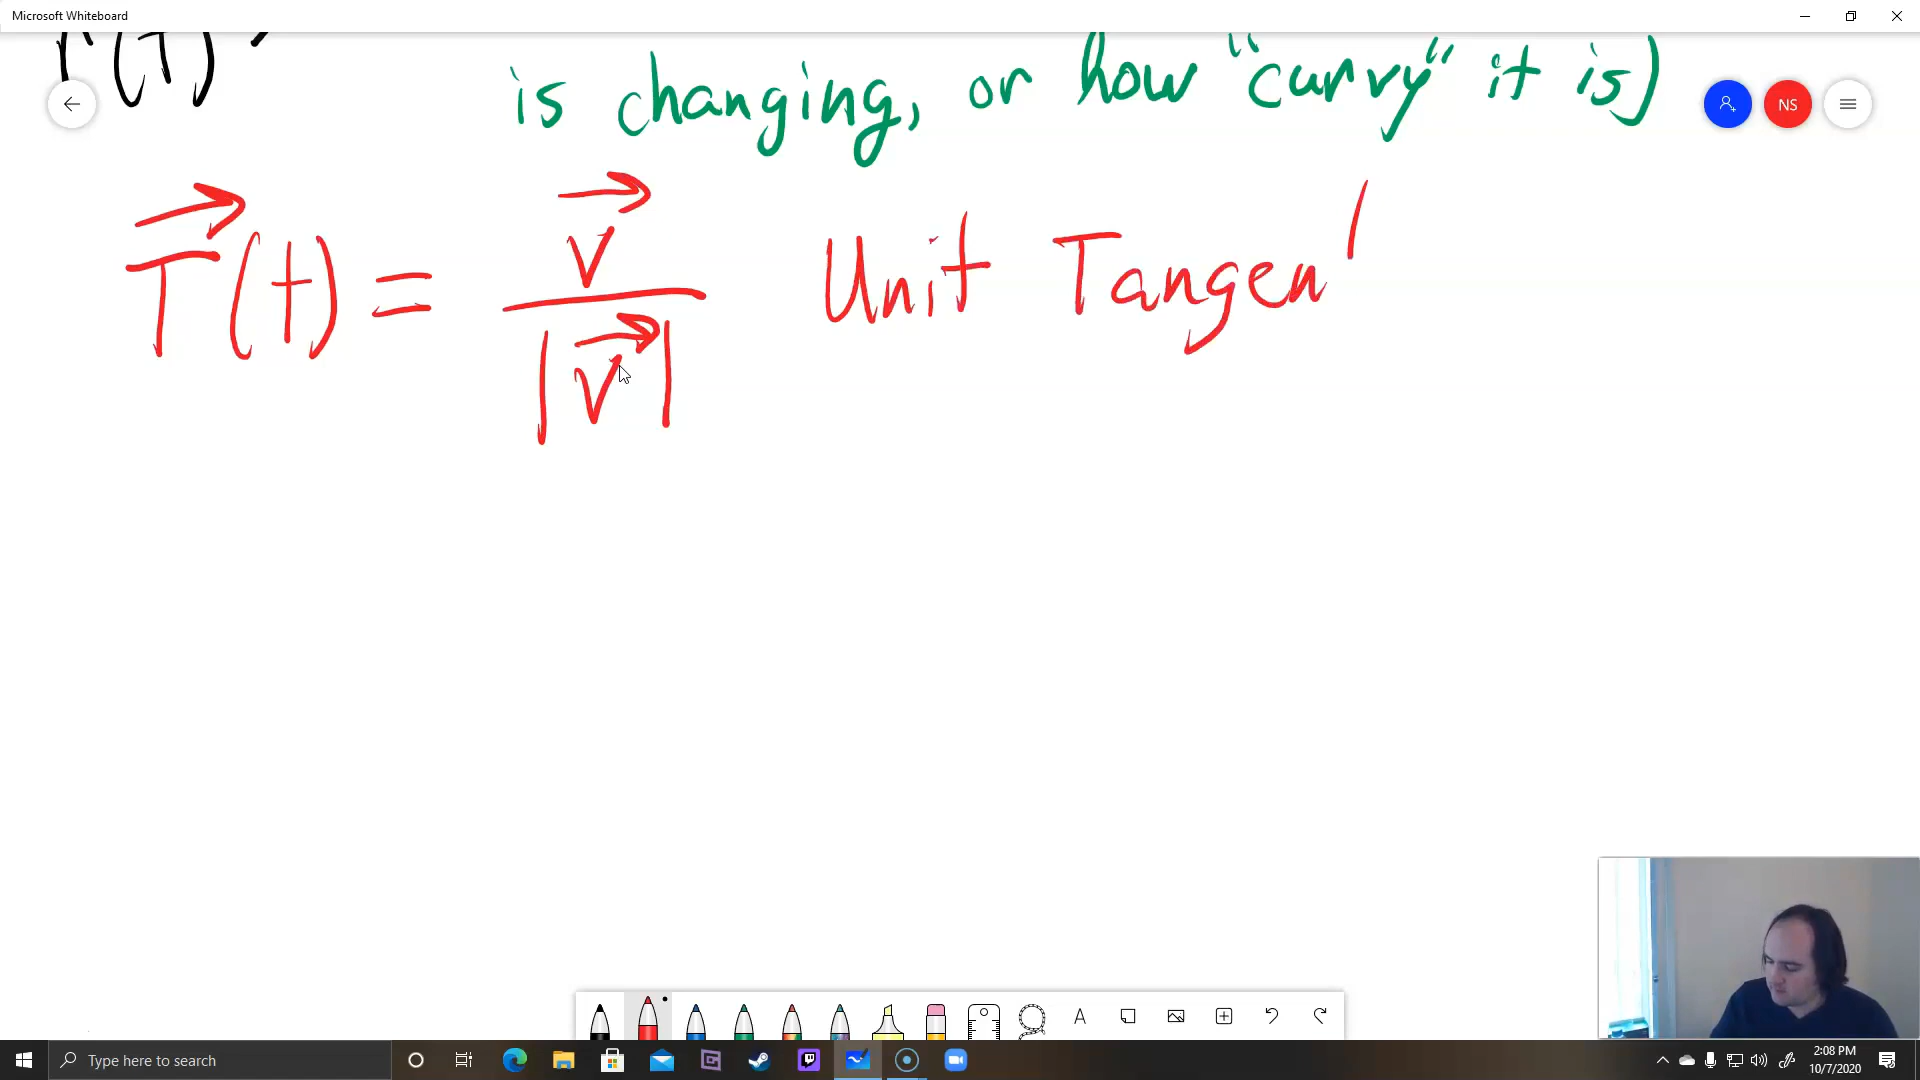 Microsoft Whiteboard
r(t)
is changing, or how "curvy" it is)
NS
T(t) = v / |v| Unit Tangen
A
Type here to search
2:08 PM
10/7/2020